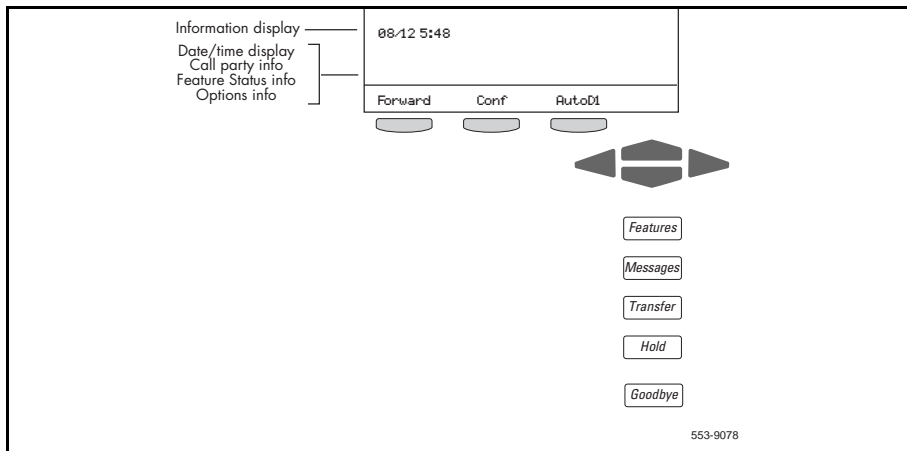 Information display
Date/time display
Call party info
Feature Status info
Options info
08/12 5:48
Forward Conf AutoDl
Features
Messages
Transfer
Hold
Goodbye
553-9078